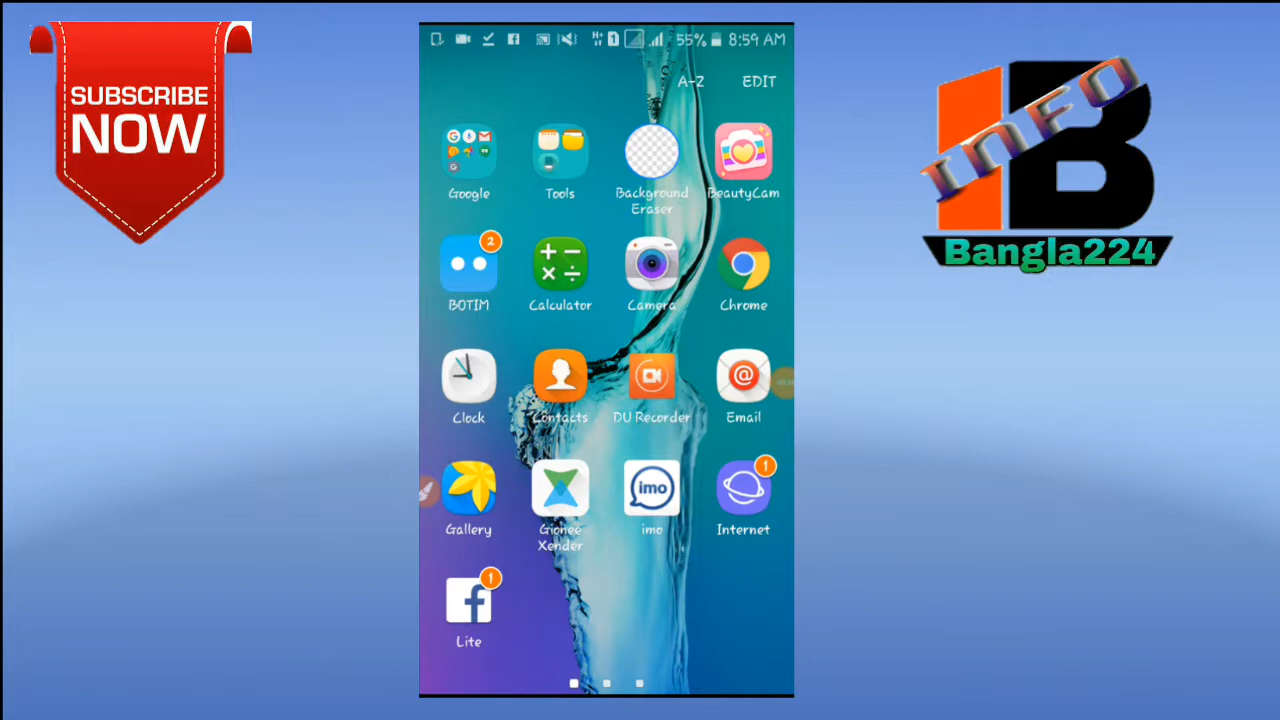 SUBSCRIBE
NOW
1
55%
8:59 AM
A-Z
EDIT
Google
Tools
Background
Eraser
BeautyCam
2
BOTIM
Calculator
Camera
Chrome
Clock
Contacts
DU Recorder
@
Email
Gallery
Gionee
Xender
imo
imo
1
Internet
1
Lite
B
INFO
Bangla224